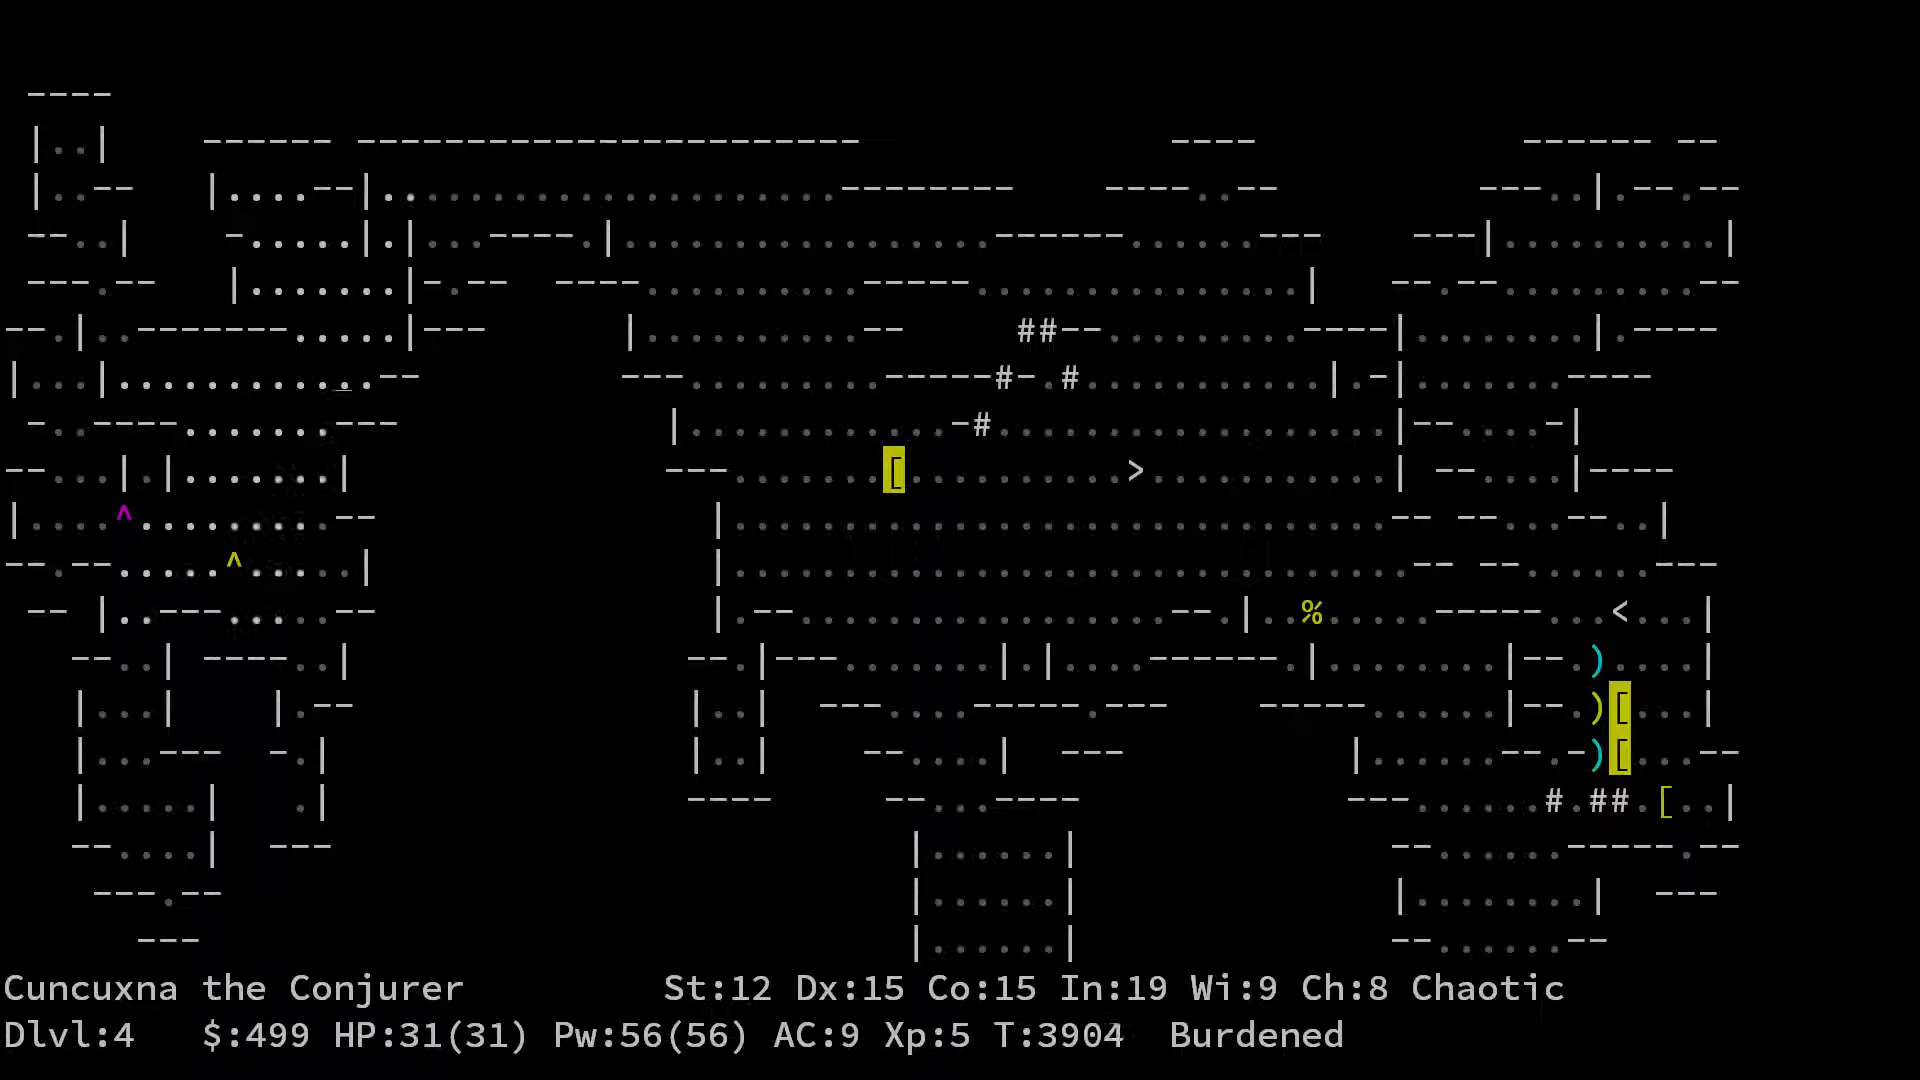 Cuncuxna the Conjurer St:12 Dx:15 Co:15 In:19 Wi:9 Ch:8 Chaotic
Dlvl:4 $:499 HP:31(31) Pw:56(56) AC:9 Xp:5 T:3904 Burdened